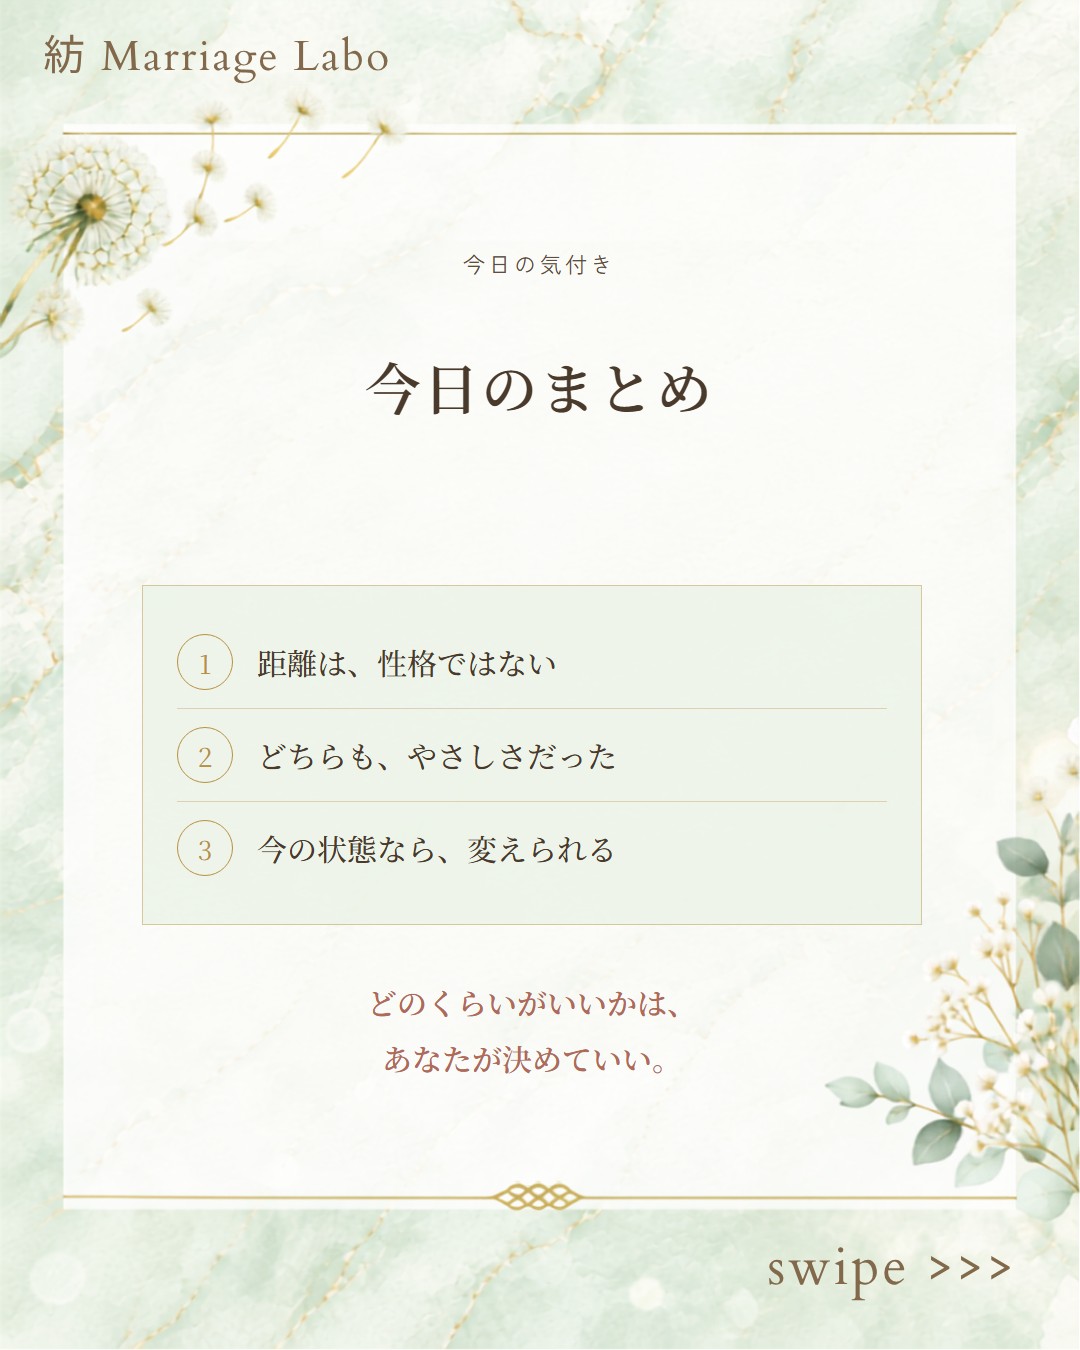 紡 Marriage Labo
今日の気付き
今日のまとめ
1 距離は、性格ではない
2 どちらも、やさしさだった
3 今の状態なら、変えられる
どのくらいがいいかは、
あなたが決めていい。
swipe >>>